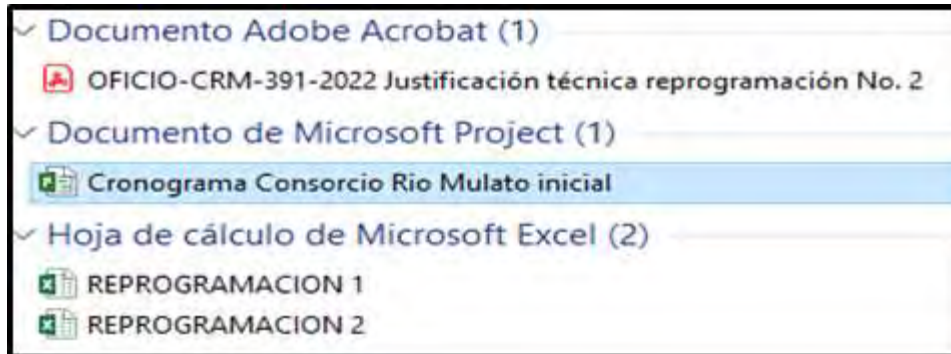 Documento Adobe Acrobat (1)
OFICIO-CRM-391-2022 Justificación técnica reprogramación No. 2
Documento de Microsoft Project (1)
Cronograma Consorcio Rio Mulato inicial
Hoja de cálculo de Microsoft Excel (2)
REPROGRAMACION 1
REPROGRAMACION 2